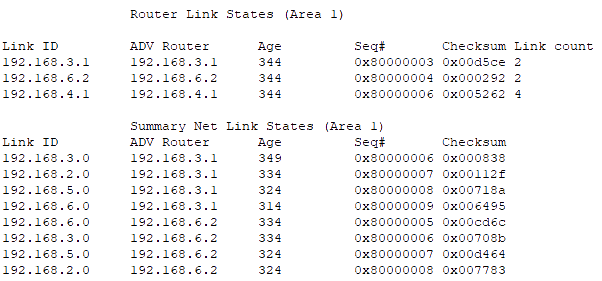 Router Link States (Area 1)
Link ID ADV Router Age Seq# Checksum Link count
192.168.3.1 192.168.3.1 344 0x80000003 0x00d5ce 2
192.168.6.2 192.168.6.2 344 0x80000004 0x000292 2
192.168.4.1 192.168.4.1 344 0x80000006 0x005262 4
Summary Net Link States (Area 1)
Link ID ADV Router Age Seq# Checksum
192.168.3.0 192.168.3.1 349 0x80000006 0x000838
192.168.2.0 192.168.3.1 334 0x80000007 0x00112f
192.168.5.0 192.168.3.1 324 0x80000008 0x00718a
192.168.6.0 192.168.3.1 314 0x80000009 0x006495
192.168.6.0 192.168.6.2 334 0x80000005 0x00cd6c
192.168.3.0 192.168.6.2 334 0x80000006 0x00708b
192.168.5.0 192.168.6.2 324 0x80000007 0x00d464
192.168.2.0 192.168.6.2 324 0x80000008 0x007783